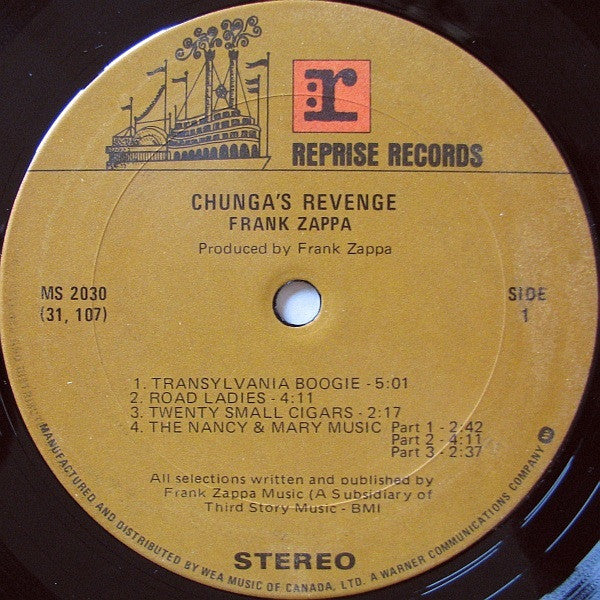 r
REPRISE RECORDS
CHUNGA'S REVENGE
FRANK ZAPPA
Produced by Frank Zappa
MS 2030
(31, 107)
SIDE
1
1. TRANSYLVANIA BOOGIE - 5:01
2. ROAD LADIES - 4:11
3. TWENTY SMALL CIGARS - 2:17
4. THE NANCY & MARY MUSIC Part 1 - 2:42
Part 2 - 4:11
Part 3 - 2:37
All selections written and published by
Frank Zappa Music (A Subsidiary of
Third Story Music - BMI
STEREO
MANUFACTURED AND DISTRIBUTED BY WEA MUSIC OF CANADA, LTD. A WARNER COMMUNICATIONS COMPANY